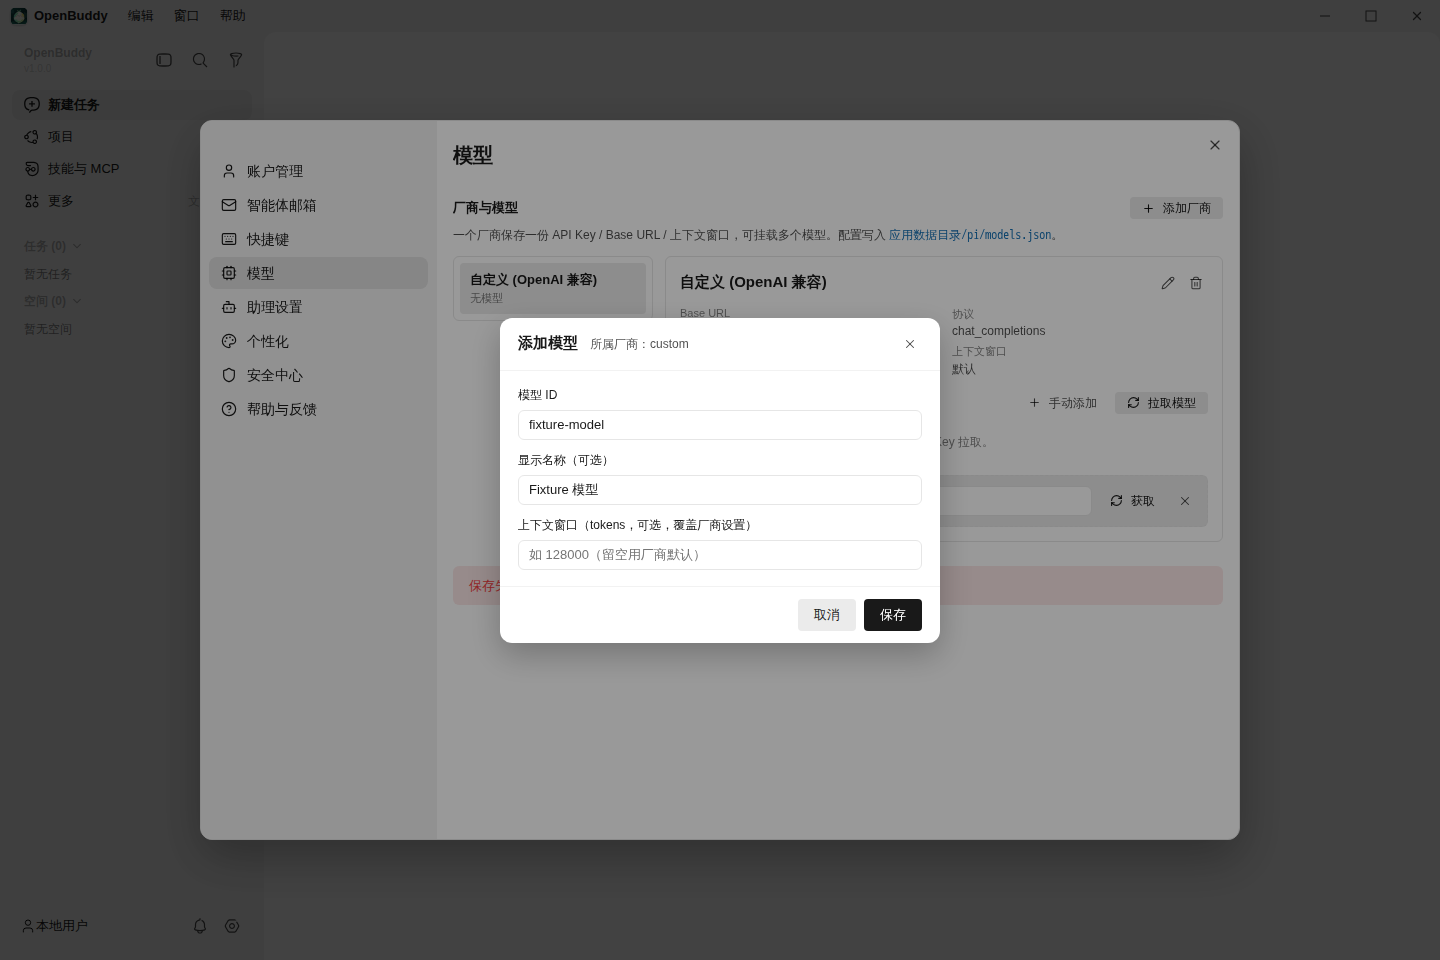 OpenBuddy 编辑 窗口 帮助
OpenBuddy
v1.0.0
新建任务
项目
技能与 MCP
更多
任务 (0)
暂无任务
空间 (0)
暂无空间
本地用户
账户管理
智能体邮箱
快捷键
模型
助理设置
个性化
安全中心
帮助与反馈
模型
厂商与模型
添加厂商
一个厂商保存一份 API Key / Base URL / 上下文窗口，可挂载多个模型。配置写入 应用数据目录/pi/models.json。
自定义 (OpenAI 兼容)
无模型
自定义 (OpenAI 兼容)
Base URL
协议
chat_completions
上下文窗口
默认
手动添加
拉取模型
Key 拉取。
获取
保存
添加模型 所属厂商：custom
模型 ID
fixture-model
显示名称（可选）
Fixture 模型
上下文窗口（tokens，可选，覆盖厂商设置）
如 128000（留空用厂商默认）
取消
保存